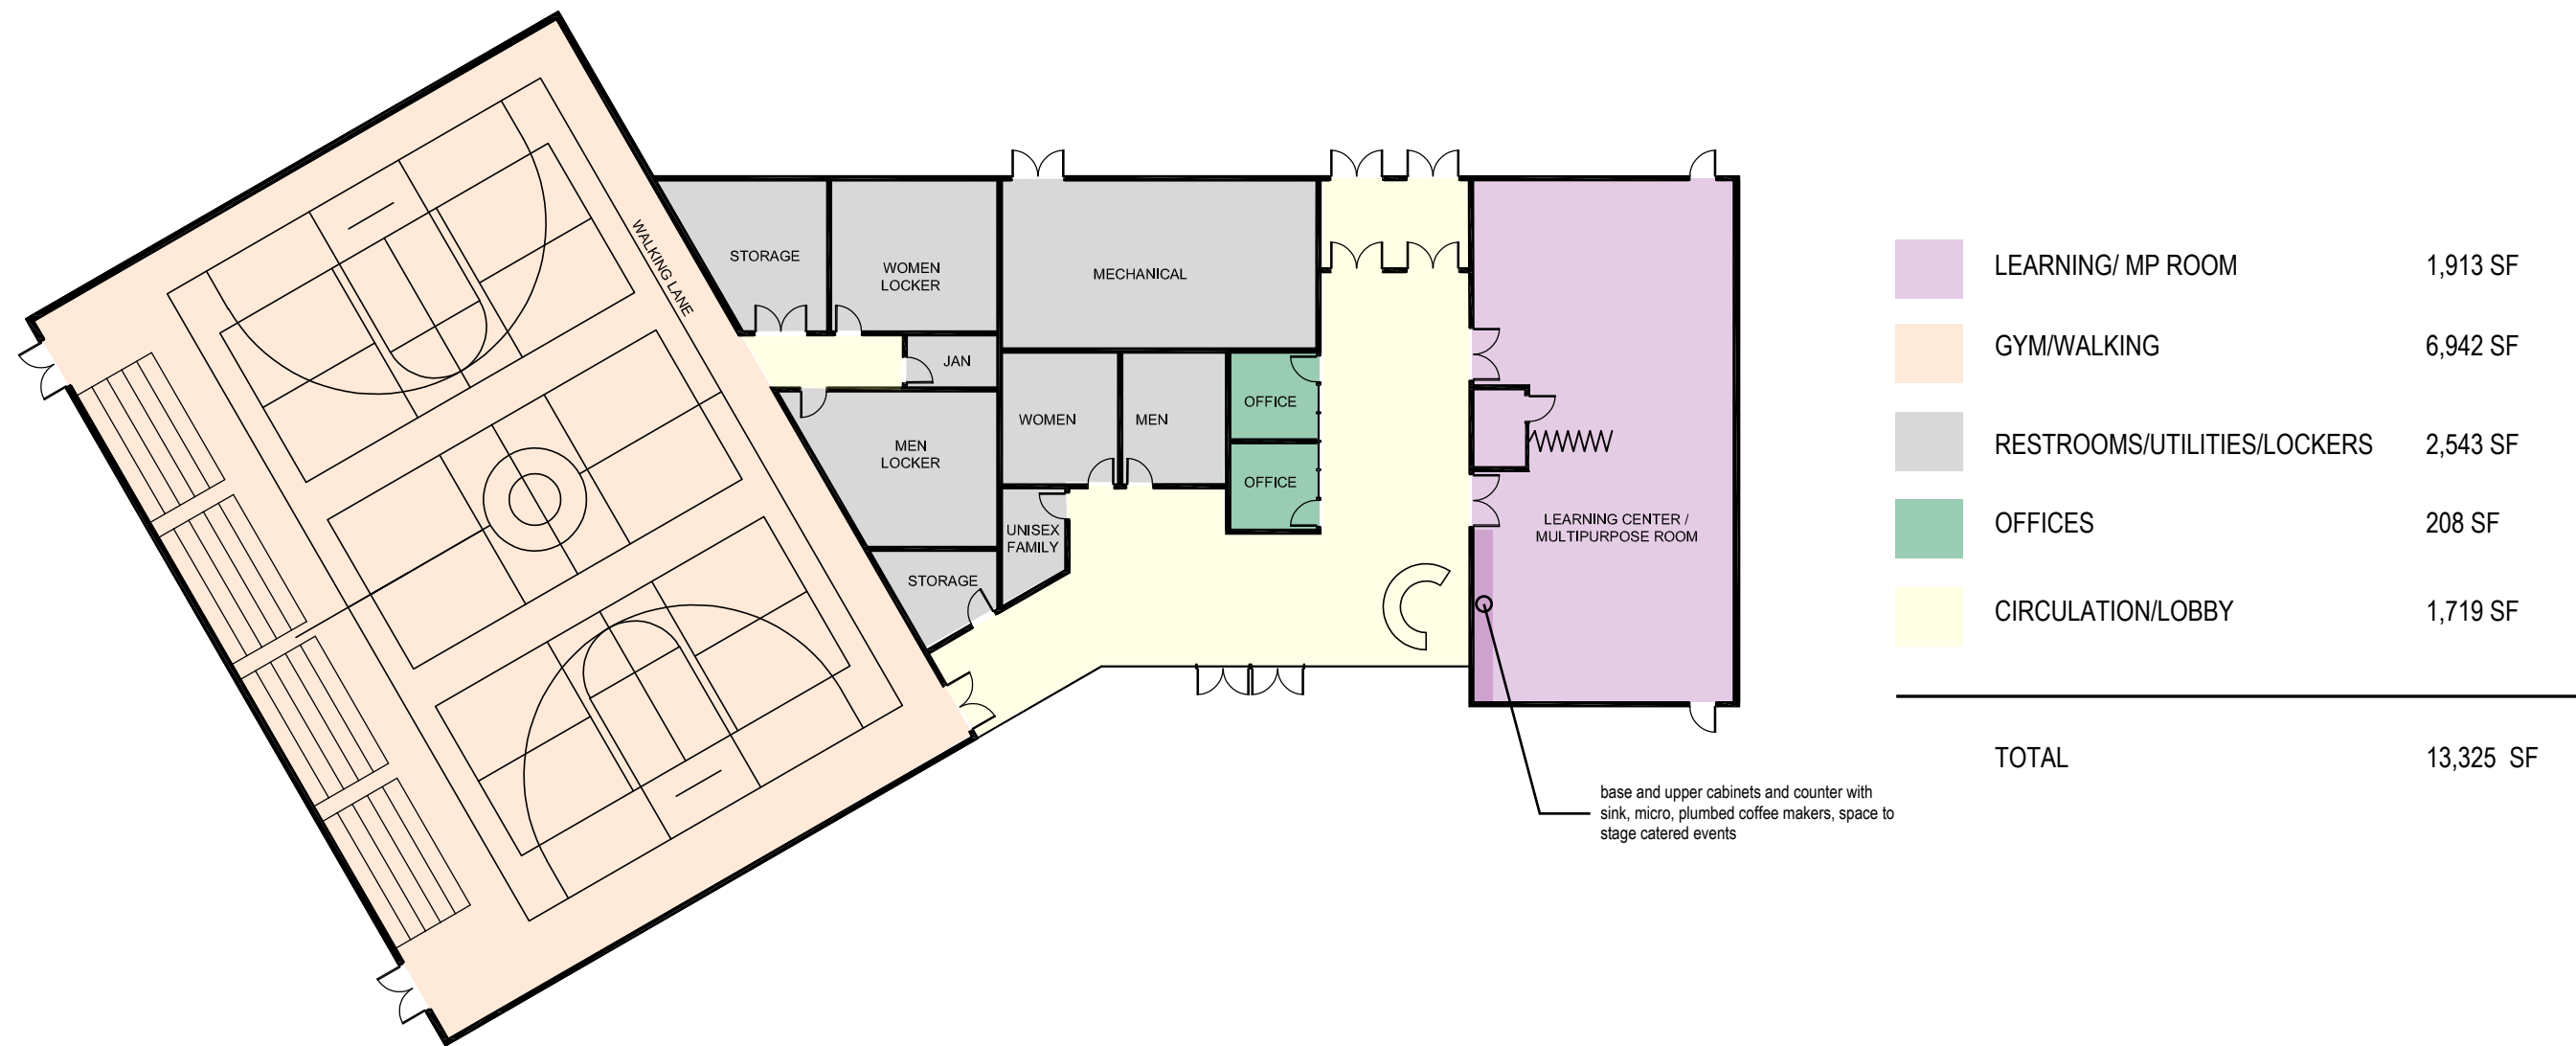 WALKING LANE
STORAGE
WOMEN
LOCKER
MECHANICAL
JAN
WOMEN
MEN
OFFICE
MEN
LOCKER
OFFICE
UNISEX
FAMILY
STORAGE
LEARNING CENTER /
MULTIPURPOSE ROOM
base and upper cabinets and counter with
sink, micro, plumbed coffee makers, space to
stage catered events
LEARNING/ MP ROOM 1,913 SF
GYM/WALKING 6,942 SF
RESTROOMS/UTILITIES/LOCKERS 2,543 SF
OFFICES 208 SF
CIRCULATION/LOBBY 1,719 SF
TOTAL 13,325 SF